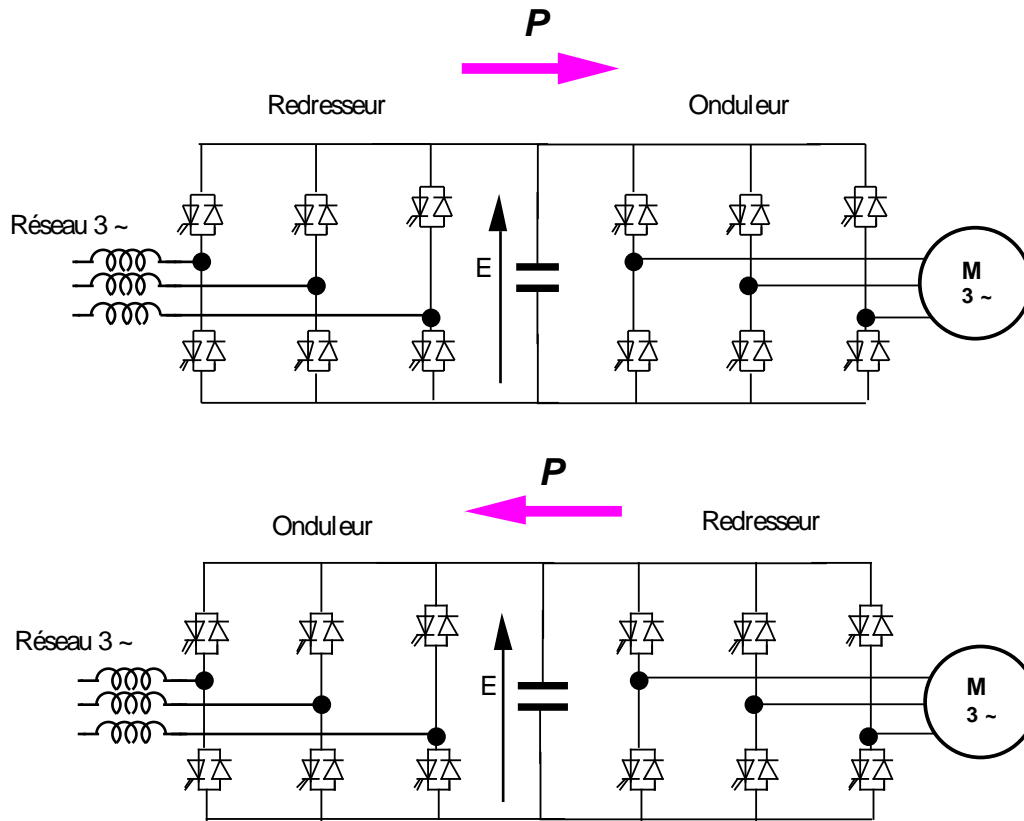 P
Redresseur
Onduleur
Réseau 3 ~
E
M
3 ~
P
Onduleur
Redresseur
Réseau 3 ~
E
M
3 ~